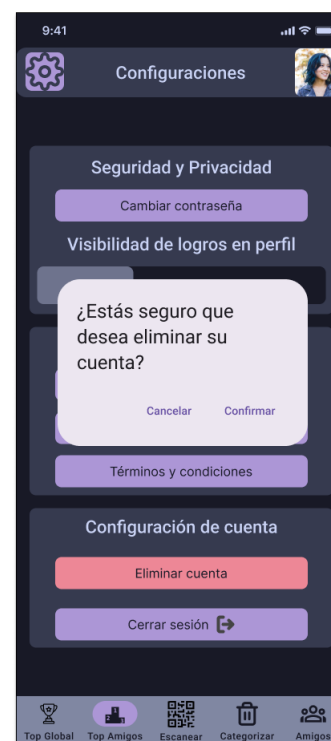 9:41
Configuraciones
Seguridad y Privacidad
Cambiar contraseña
Visibilidad de logros en perfil
¿Estás seguro que
desea eliminar su
cuenta?
Cancelar Confirmar
Términos y condiciones
Configuración de cuenta
Eliminar cuenta
Cerrar sesión
Top Global Top Amigos Escanear Categorizar Amigos